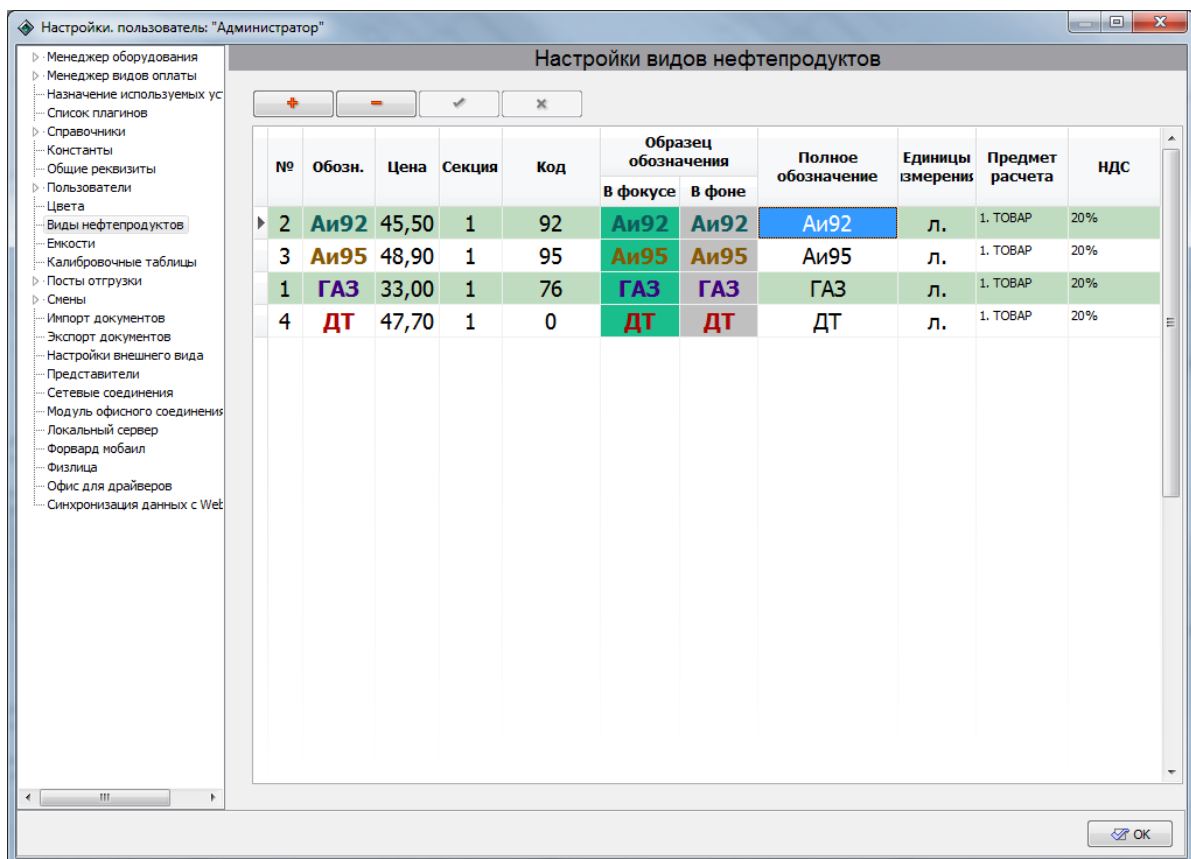 Настройки. пользователь: "Администратор"
Менеджер оборудования
Менеджер видов оплаты
Назначение используемых ус
Список плагинов
Справочники
Константы
Общие реквизиты
Пользователи
Цвета
Виды нефтепродуктов
Емкости
Калибровочные таблицы
Посты отгрузки
Смены
Импорт документов
Экспорт документов
Настройки внешнего вида
Представители
Сетевые соединения
Модуль офисного соединения
Локальный сервер
Форвард мобаил
Физлица
Офис для драйверов
Синхронизация данных с Web
Настройки видов нефтепродуктов
№ Обозн. Цена Секция Код Образец обозначения Полное обозначение Единицы измерения Предмет расчета НДС
В фокусе В фоне
2 Аи92 45,50 1 92 Аи92 Аи92 Аи92 л. 1. ТОВАР 20%
3 Аи95 48,90 1 95 Аи95 Аи95 Аи95 л. 1. ТОВАР 20%
1 ГАЗ 33,00 1 76 ГАЗ ГАЗ ГАЗ л. 1. ТОВАР 20%
4 ДТ 47,70 1 0 ДТ ДТ ДТ л. 1. ТОВАР 20%
OK